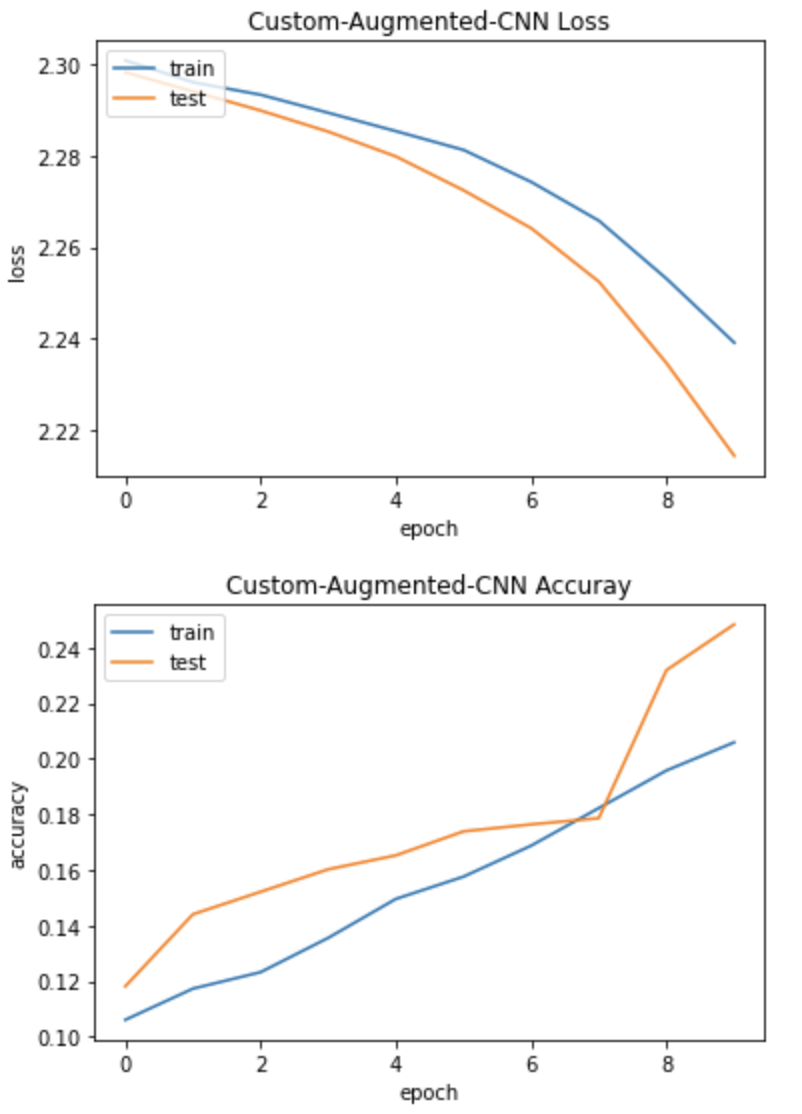 Custom-Augmented-CNN Loss
2.30
2.28
2.26
2.24
2.22
loss
train
test
0 2 4 6 8
epoch
Custom-Augmented-CNN Accuray
0.24
0.22
0.20
0.18
0.16
0.14
0.12
0.10
accuracy
train
test
0 2 4 6 8
epoch